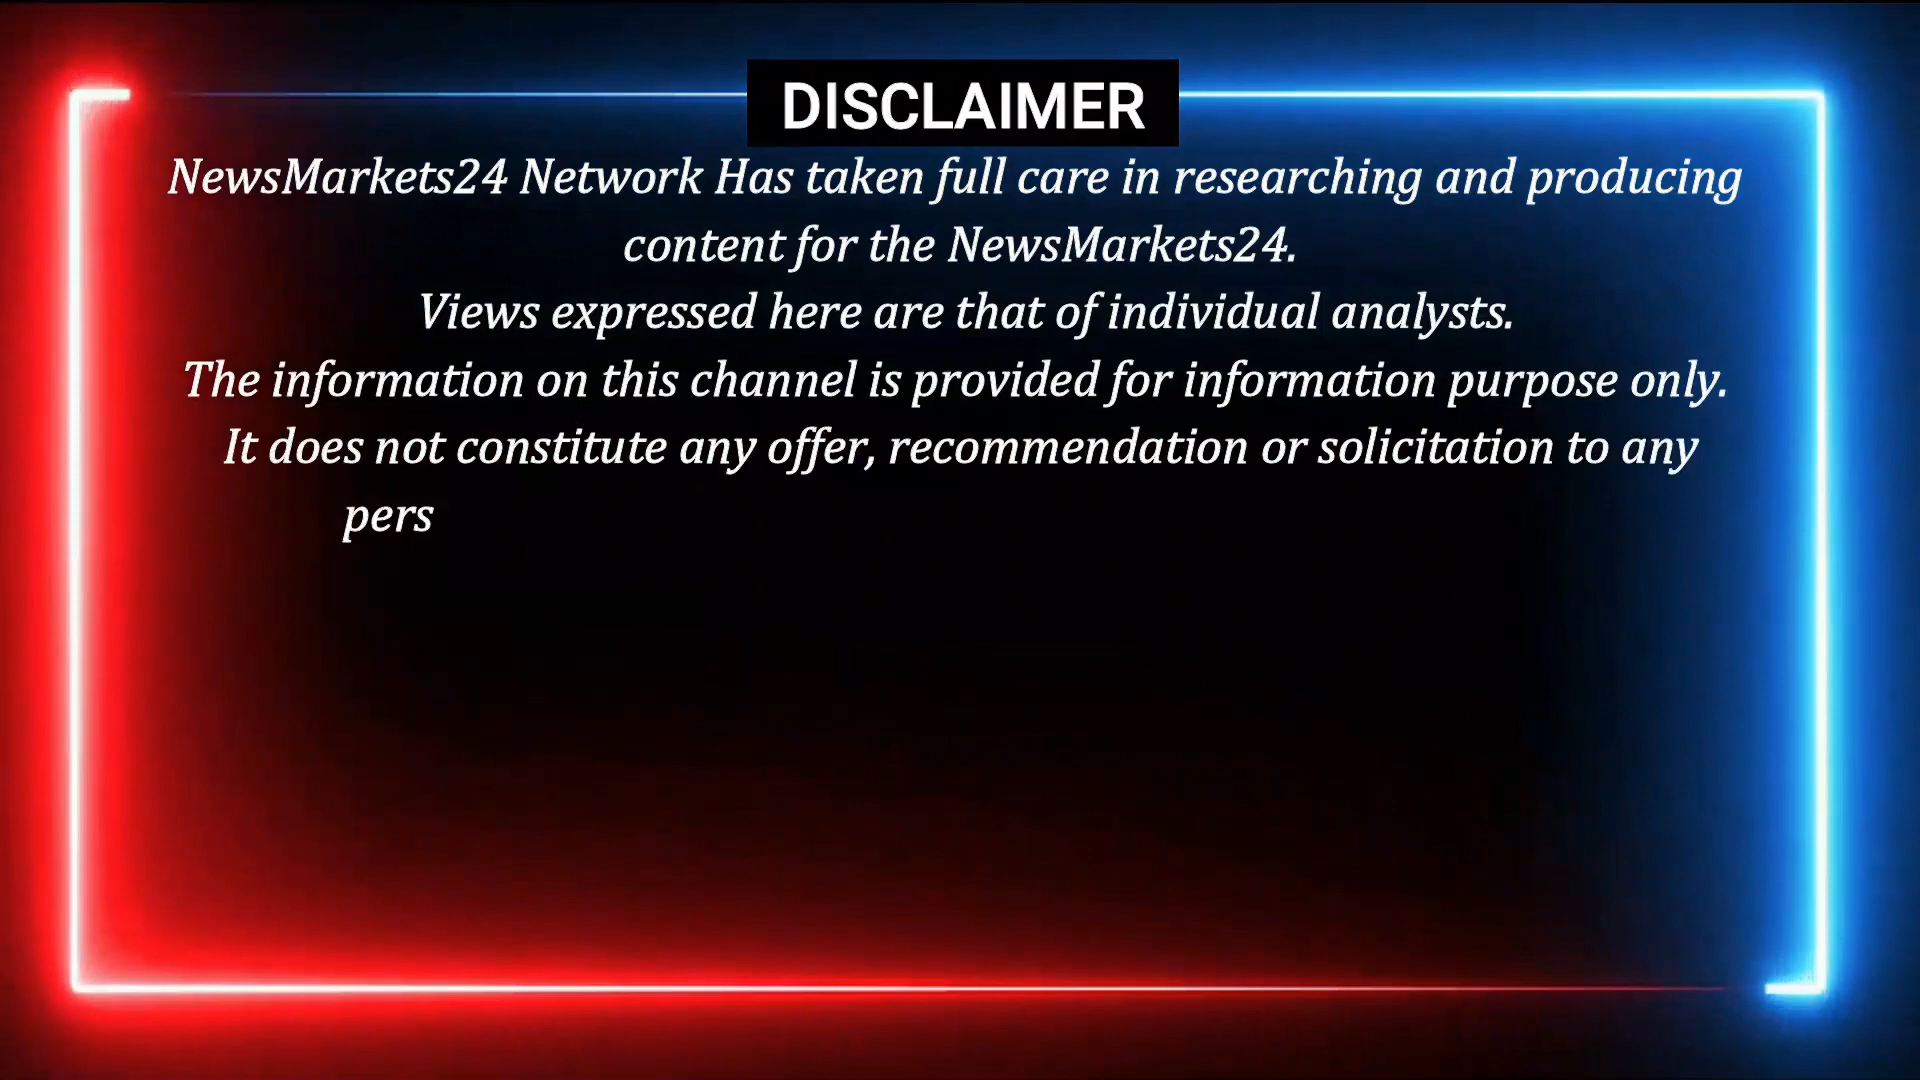 DISCLAIMER
NewsMarkets24 Network Has taken full care in researching and producing
content for the NewsMarkets24.
Views expressed here are that of individual analysts.
The information on this channel is provided for information purpose only.
It does not constitute any offer, recommendation or solicitation to any
pers